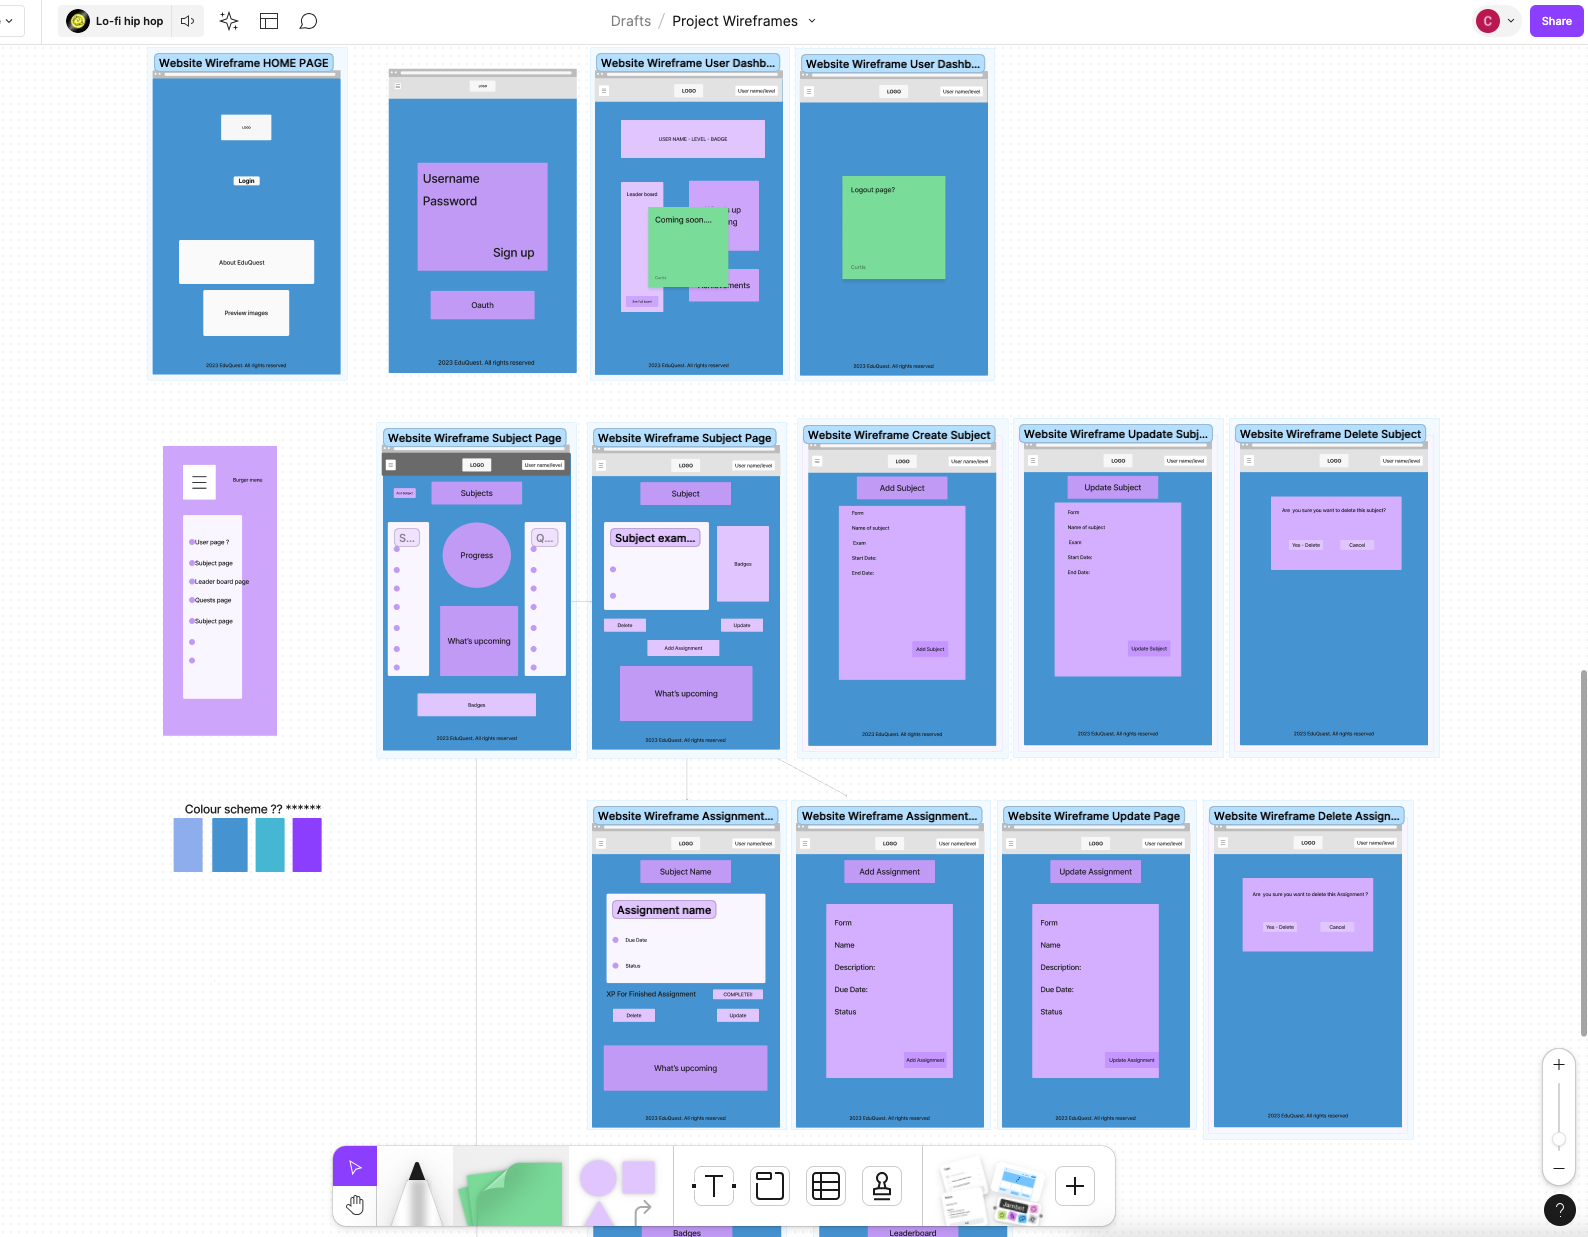 Lo-fi hip hop
Drafts / Project Wireframes
C
Share
Website Wireframe HOME PAGE
LOGO
Login
About EduQuest
Preview images
2023 EduQuest. All rights reserved
LOGO
Username
Password
Sign up
Oauth
2023 EduQuest. All rights reserved
Website Wireframe User Dashb...
LOGO
User name/level
USER NAME - LEVEL - BADGE
Leader board
up
Coming soon....
Curtis
2023 EduQuest. All rights reserved
Website Wireframe User Dashb...
LOGO
User name/level
Logout page?
Curtis
2023 EduQuest. All rights reserved
Burger menu
User page ?
Subject page
Leader board page
Quests page
Subject page
Website Wireframe Subject Page
LOGO
User name/level
Subjects
S...
Progress
Q...
What's upcoming
Badges
2023 EduQuest. All rights reserved
Website Wireframe Subject Page
LOGO
User name/level
Subject
Subject exam...
Badges
Delete
Update
Add Assignment
What's upcoming
2023 EduQuest. All rights reserved
Website Wireframe Create Subject
LOGO
User name/level
Add Subject
Form
Name of subject
Exam
Start Date:
End Date:
Add Subject
2023 EduQuest. All rights reserved
Website Wireframe Upadate Subj...
LOGO
User name/level
Update Subject
Form
Name of subject
Exam
Start Date:
End Date:
Update Subject
2023 EduQuest. All rights reserved
Website Wireframe Delete Subject
LOGO
User name/level
Are you sure you want to delete this subject?
Yes - Delete
Cancel
2023 EduQuest. All rights reserved
Colour scheme ?? ******
Website Wireframe Assignment...
LOGO
User name/level
Subject Name
Assignment name
Due Date
Status
XP For Finished Assignment
COMPLETE!!
Delete
Update
What's upcoming
2023 EduQuest. All rights reserved
Website Wireframe Assignment...
LOGO
User name/level
Add Assignment
Form
Name
Description:
Due Date:
Status
Add Assignment
2023 EduQuest. All rights reserved
Website Wireframe Update Page
LOGO
User name/level
Update Assignment
Form
Name
Description:
Due Date:
Status
Update Assignment
2023 EduQuest. All rights reserved
Website Wireframe Delete Assign...
LOGO
User name/level
Are you sure you want to delete this Assignment ?
Yes - Delete
Cancel
2023 EduQuest. All rights reserved
T
Jambot
?
Badges
Leaderboard